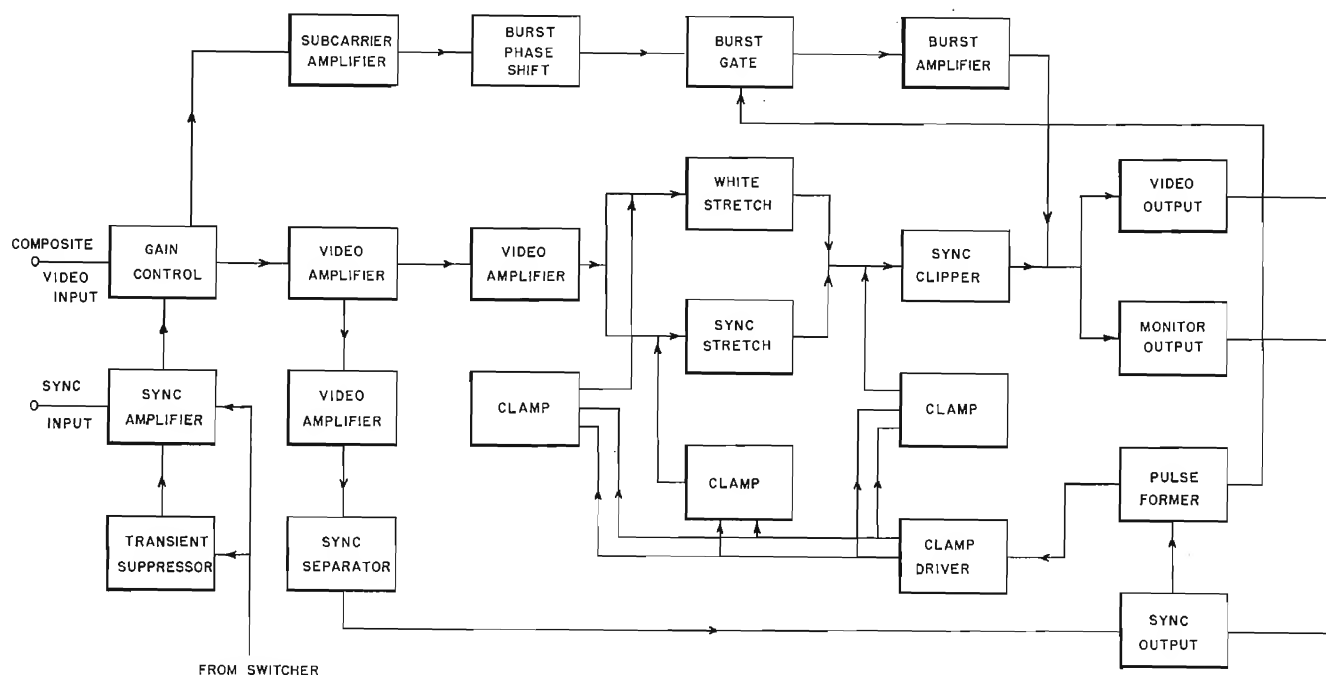 SUBCARRIER
AMPLIFIER
BURST
PHASE
SHIFT
BURST
GATE
BURST
AMPLIFIER
WHITE
STRETCH
VIDEO
OUTPUT
COMPOSITE
VIDEO
INPUT
GAIN
CONTROL
VIDEO
AMPLIFIER
VIDEO
AMPLIFIER
SYNC
CLIPPER
SYNC
STRETCH
MONITOR
OUTPUT
SYNC
INPUT
SYNC
AMPLIFIER
VIDEO
AMPLIFIER
CLAMP
CLAMP
CLAMP
PULSE
FORMER
TRANSIENT
SUPPRESSOR
SYNC
SEPARATOR
CLAMP
DRIVER
SYNC
OUTPUT
FROM SWITCHER